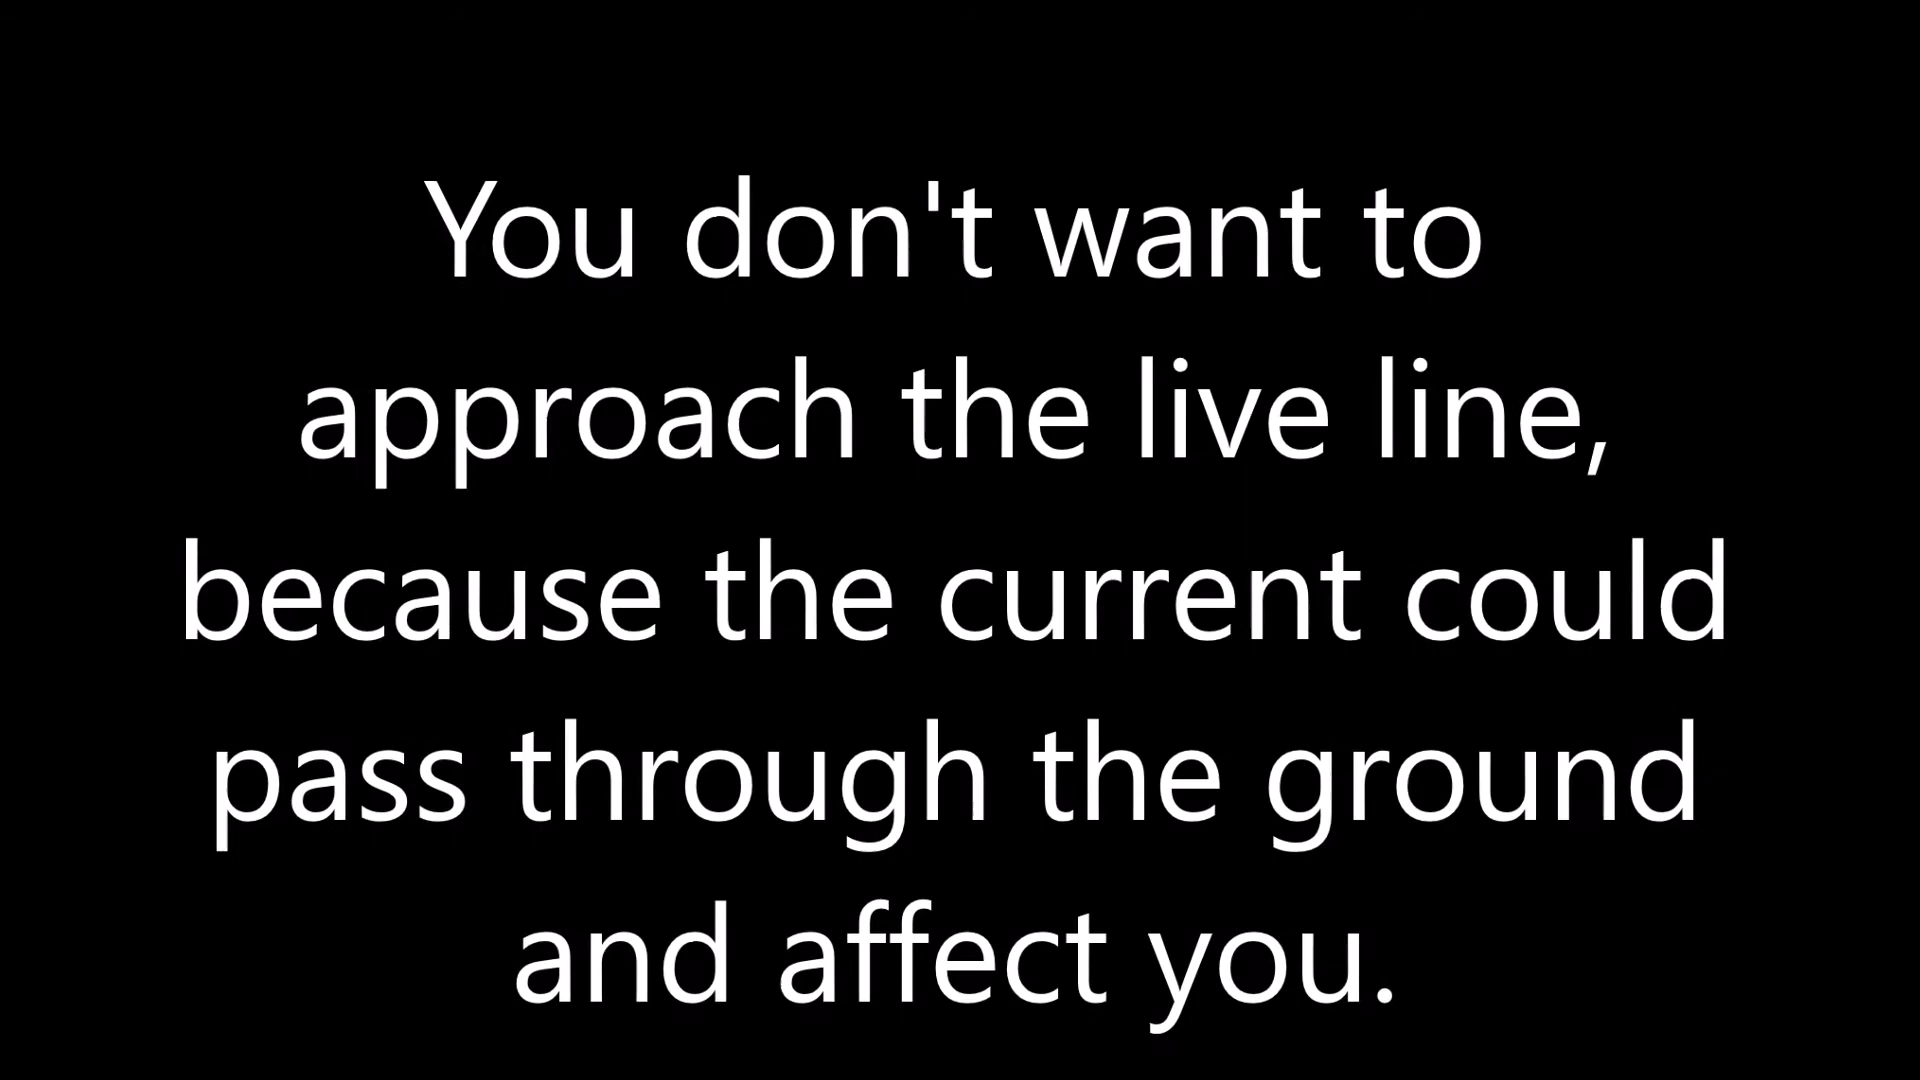 You don't want to
approach the live line,
because the current could
pass through the ground
and affect you.